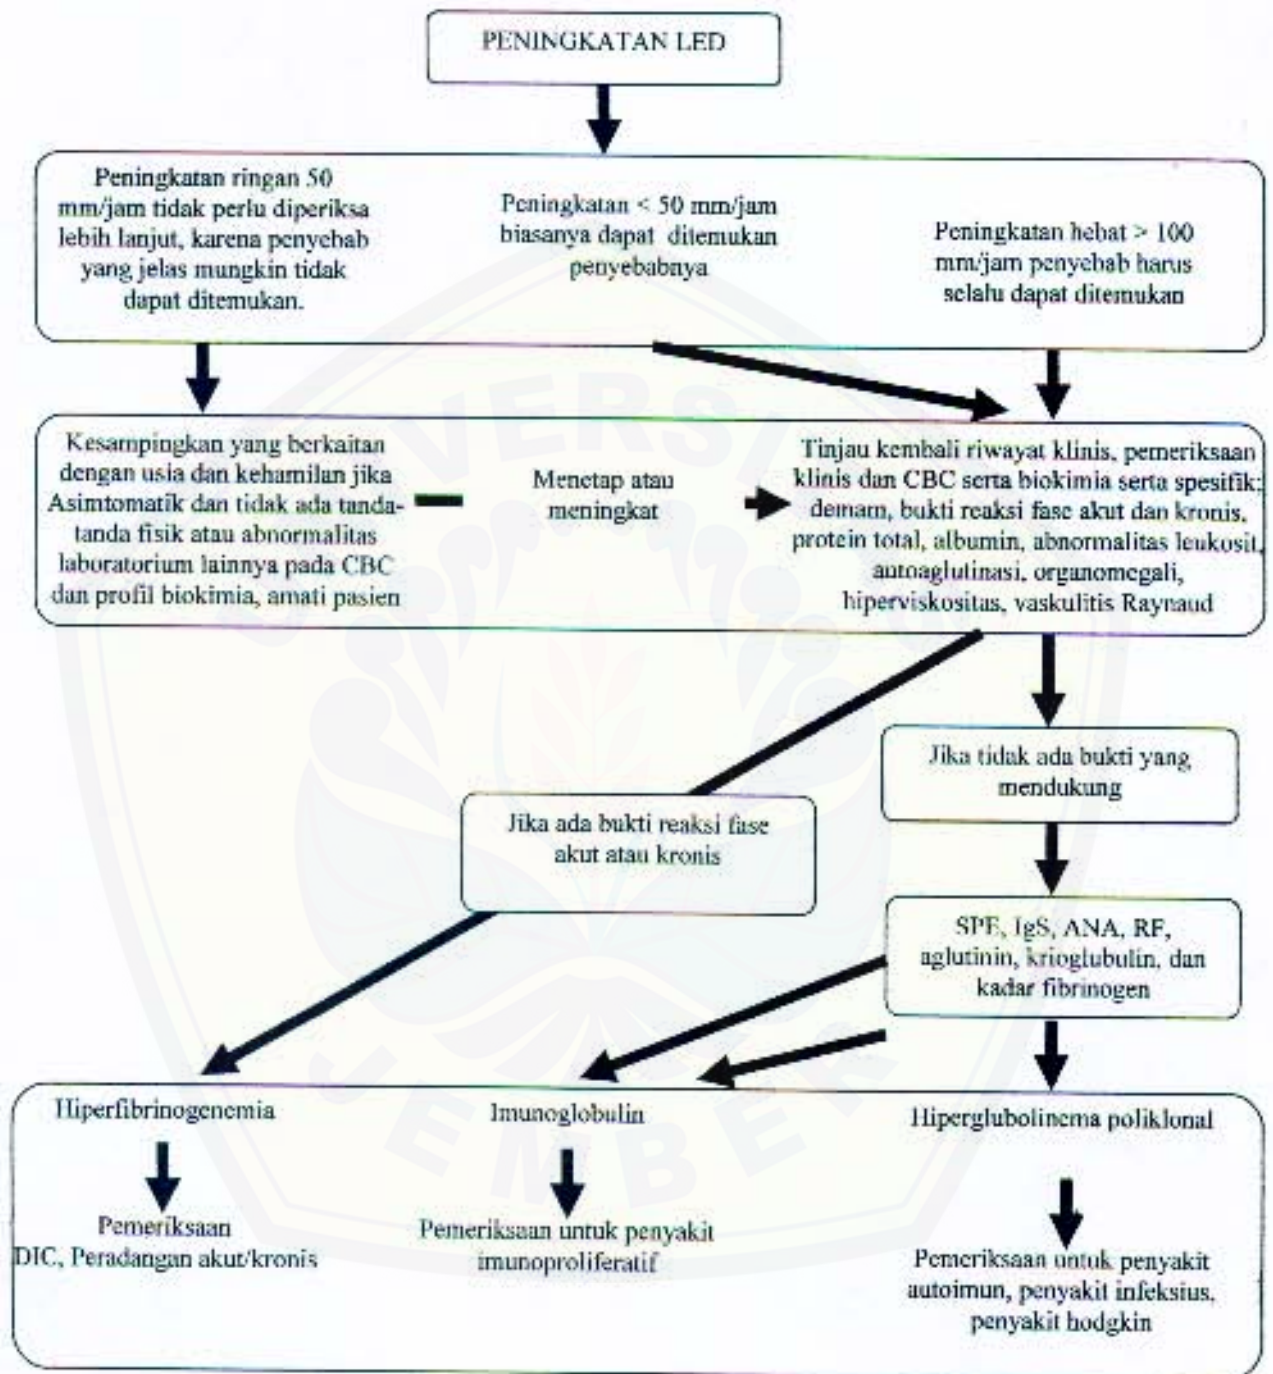 PENINGKATAN LED
Peningkatan ringan 50
mm/jam tidak perlu diperiksa
lebih lanjut, karena penyebab
yang jelas mungkin tidak
dapat ditemukan.
Peningkatan < 50 mm/jam
biasanya dapat ditemukan
penyebabnya
Peningkatan hebat > 100
mm/jam penyebab harus
selalu dapat ditemukan
Kesampingkan yang berkaitan
dengan usia dan kehamilan jika
Asimtomatik dan tidak ada tanda-
tanda fisik atau abnormalitas
laboratorium lainnya pada CBC
dan profil biokimia, amati pasien
Menetap atau
meningkat
Tinjau kembali riwayat klinis, pemeriksaan
klinis dan CBC serta biokimia serta spesifik:
demam, bukti reaksi fase akut dan kronis,
protein total, albumin, abnormalitas leukosit,
autoaglutinasi, organomegali,
hiperviskositas, vaskulitis Raynaud
Jika tidak ada bukti yang
mendukung
Jika ada bukti reaksi fase
akut atau kronis
SPE, IgS, ANA, RF,
aglutinin, krioglubulin, dan
kadar fibrinogen
Hiperfibrinogenemia
Imunoglobulin
Hiperglubolinema poliklonal
Pemeriksaan
DIC, Peradangan akut/kronis
Pemeriksaan untuk penyakit
imunoproliferatif
Pemeriksaan untuk penyakit
autoimun, penyakit infeksius,
penyakit hodgkin
JEMBER